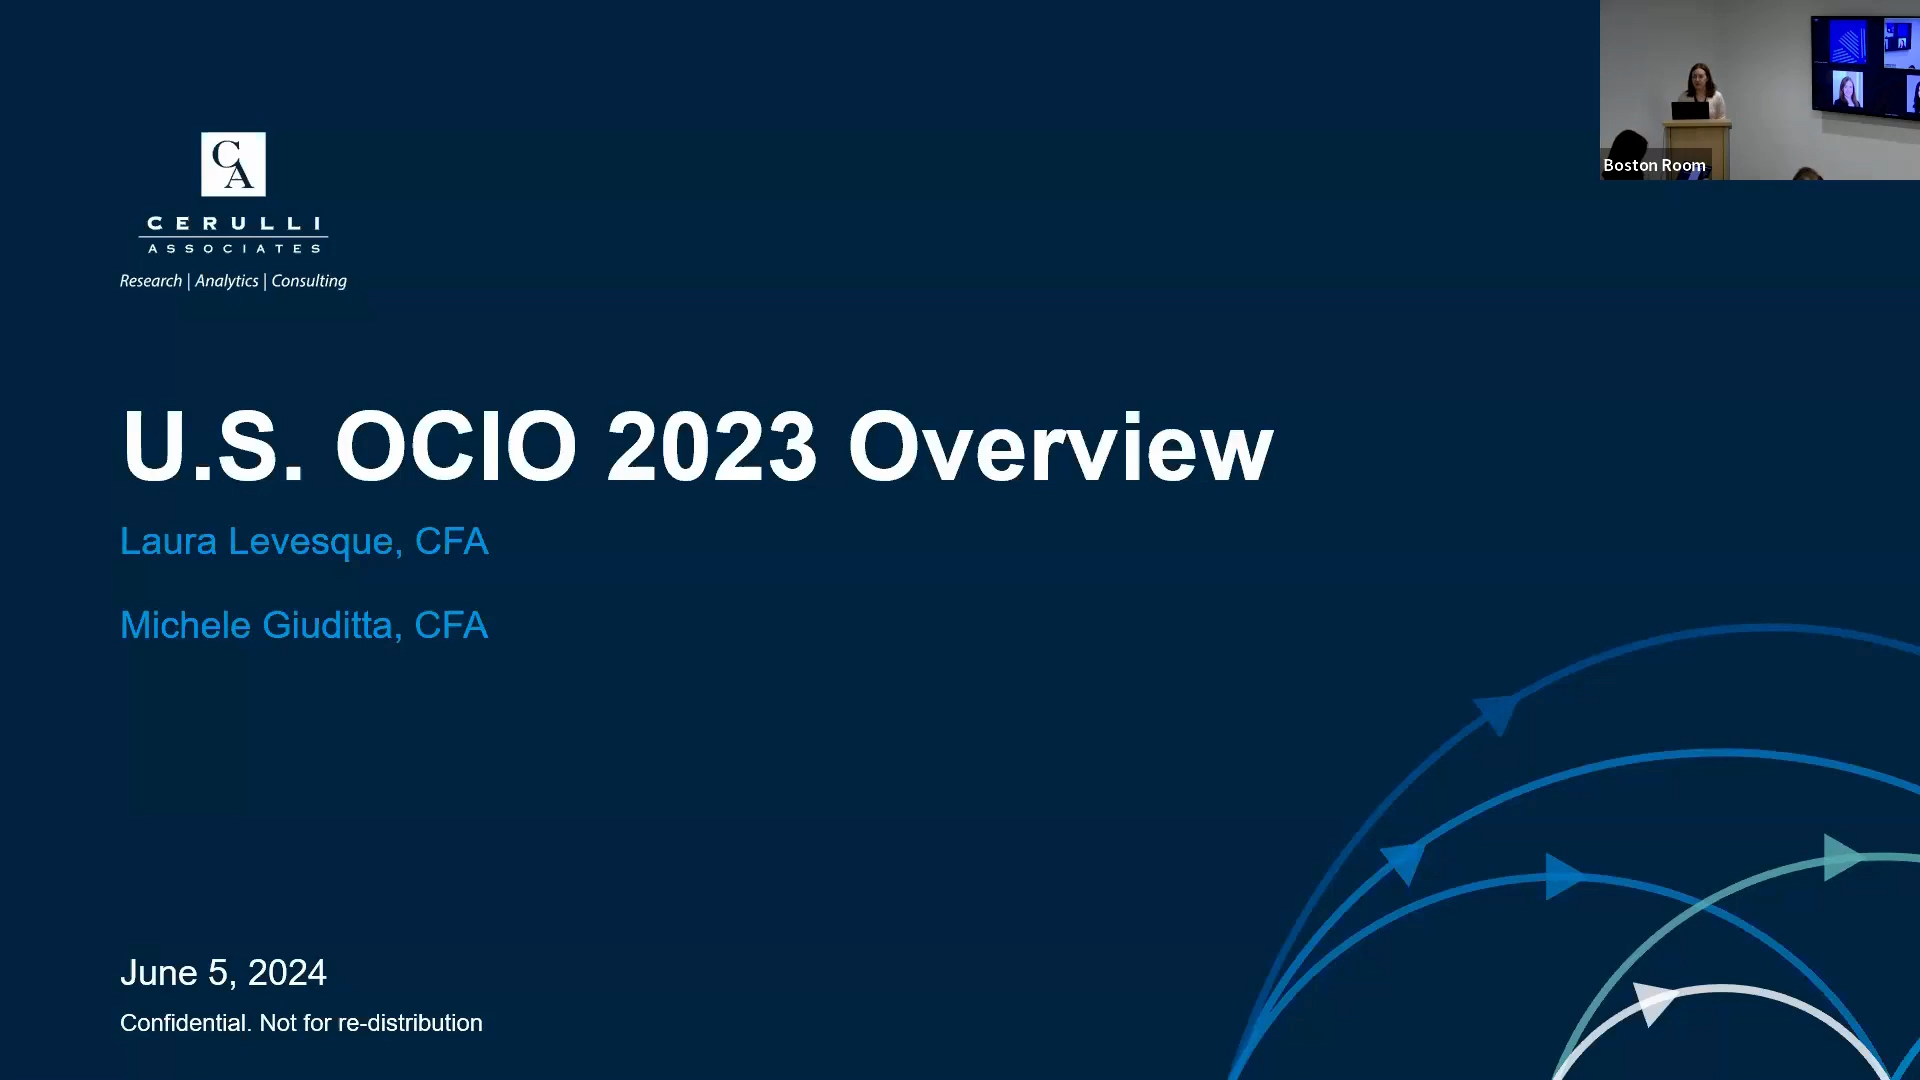 Boston Room
CA
CERULLI
ASSOCIATES
Research | Analytics | Consulting
U.S. OCIO 2023 Overview
Laura Levesque, CFA
Michele Giuditta, CFA
June 5, 2024
Confidential. Not for re-distribution